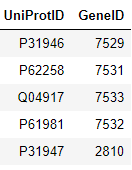 UniProtID GeneID
P31946 7529
P62258 7531
Q04917 7533
P61981 7532
P31947 2810